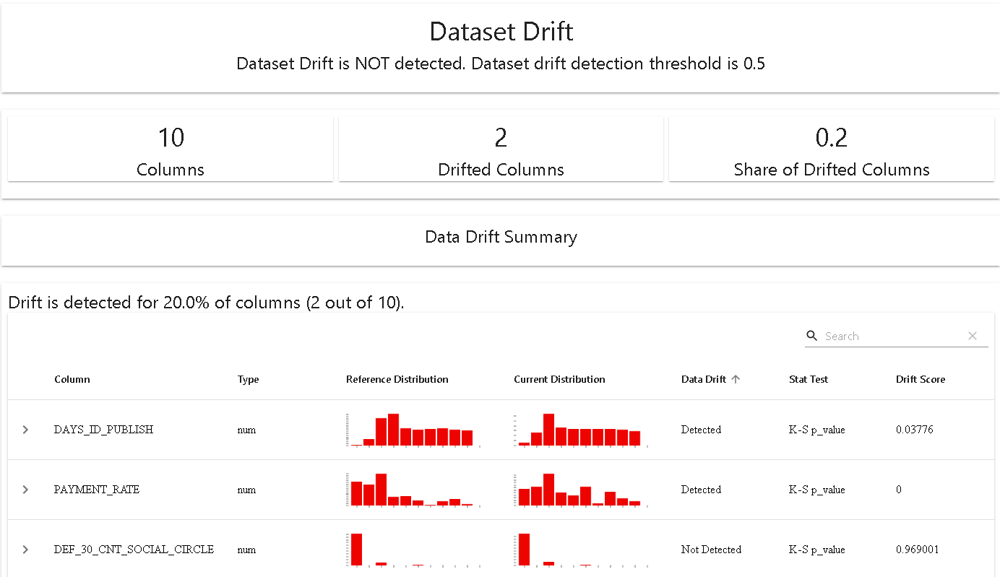 Dataset Drift
Dataset Drift is NOT detected. Dataset drift detection threshold is 0.5
10
Columns
2
Drifted Columns
0.2
Share of Drifted Columns
Data Drift Summary
Drift is detected for 20.0% of columns (2 out of 10).
Search
Column Type Reference Distribution Current Distribution Data Drift Stat Test Drift Score
DAYS_ID_PUBLISH num Detected K-S p_value 0.03776
PAYMENT_RATE num Detected K-S p_value 0
DEF_30_CNT_SOCIAL_CIRCLE num Not Detected K-S p_value 0.969001